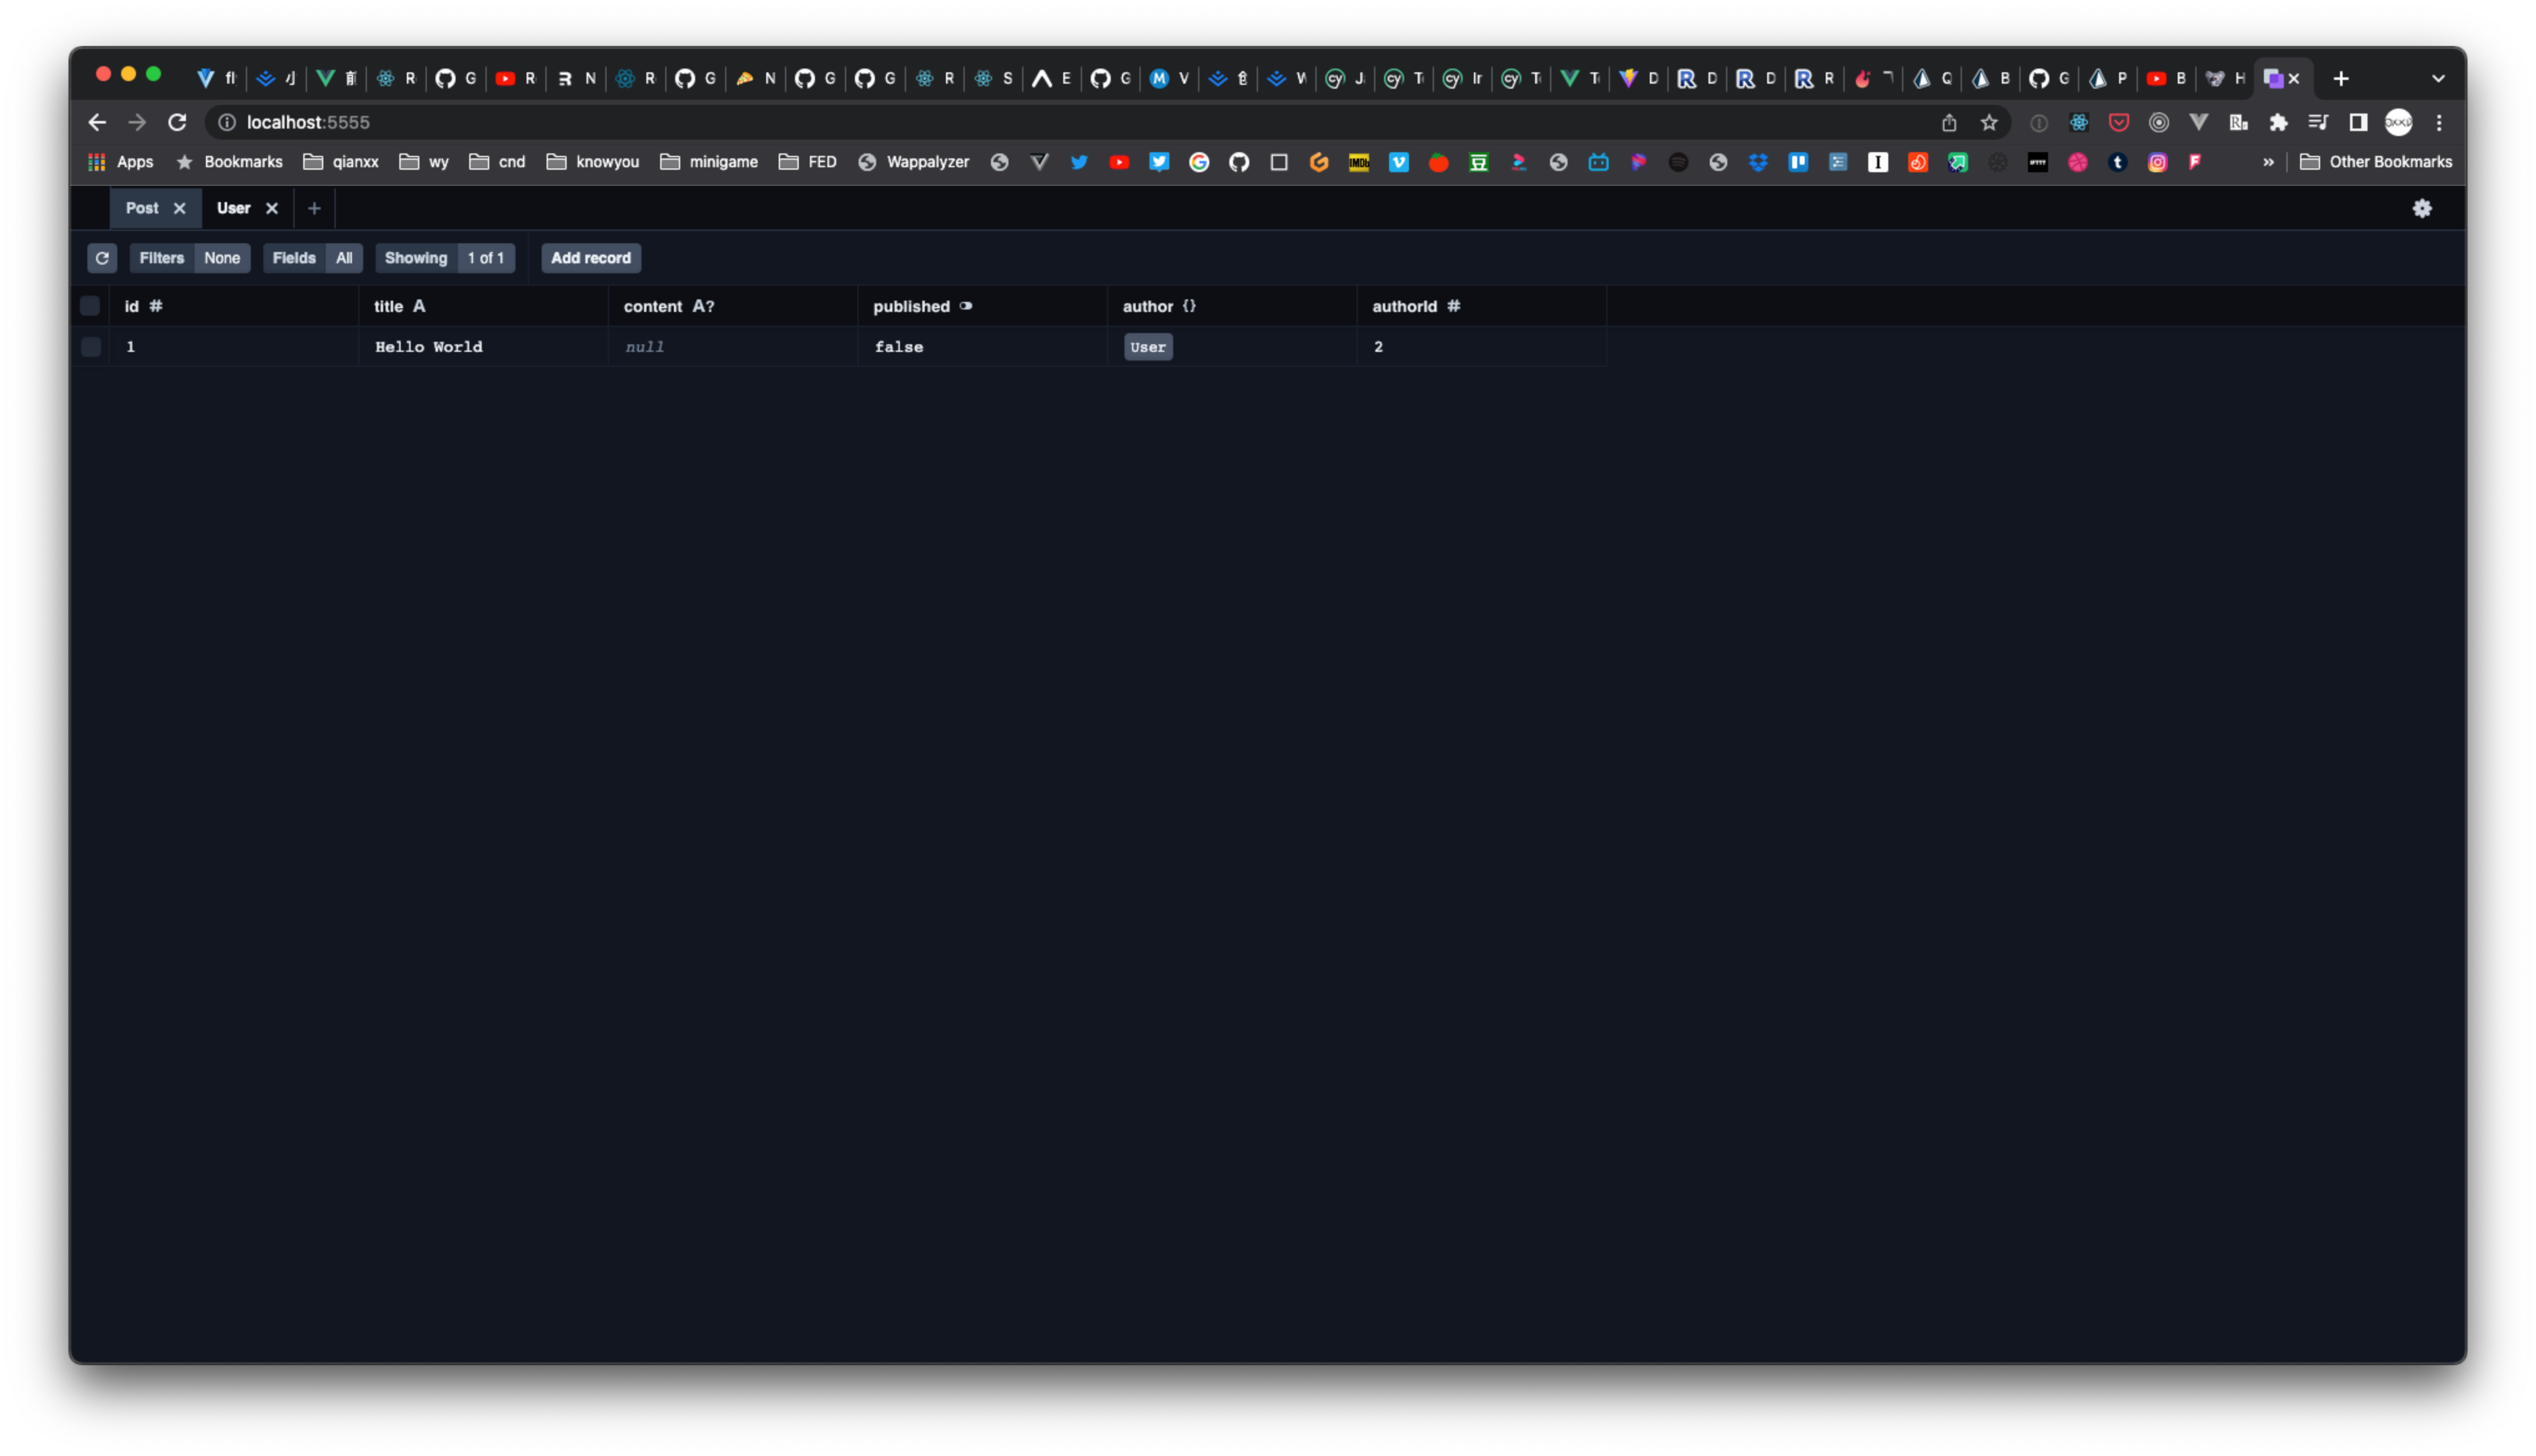 localhost:5555
Apps Bookmarks qianxx wy cnd knowyou minigame FED Wappalyzer » Other Bookmarks
Post User
Filters None Fields All Showing 1 of 1 Add record
id # title A content A? published author {} authorId #
1 Hello World null false User 2